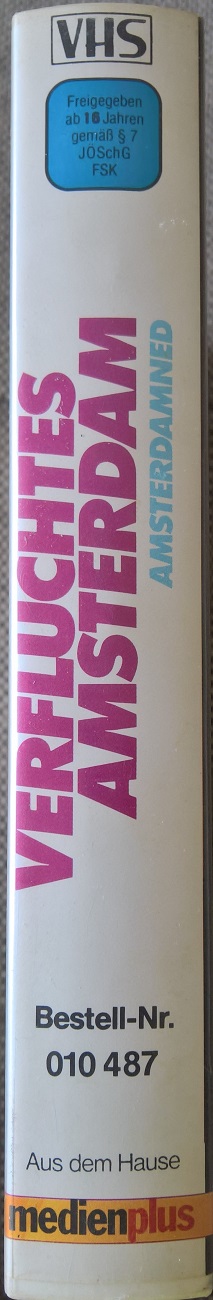 VHS
Freigegeben
ab 16 Jahren
gemäß § 7
JÖSchG
FSK
VERFLUCHTES
AMSTERDAM
AMSTERDAMNED
Bestell-Nr.
010 487
Aus dem Hause
medienplus